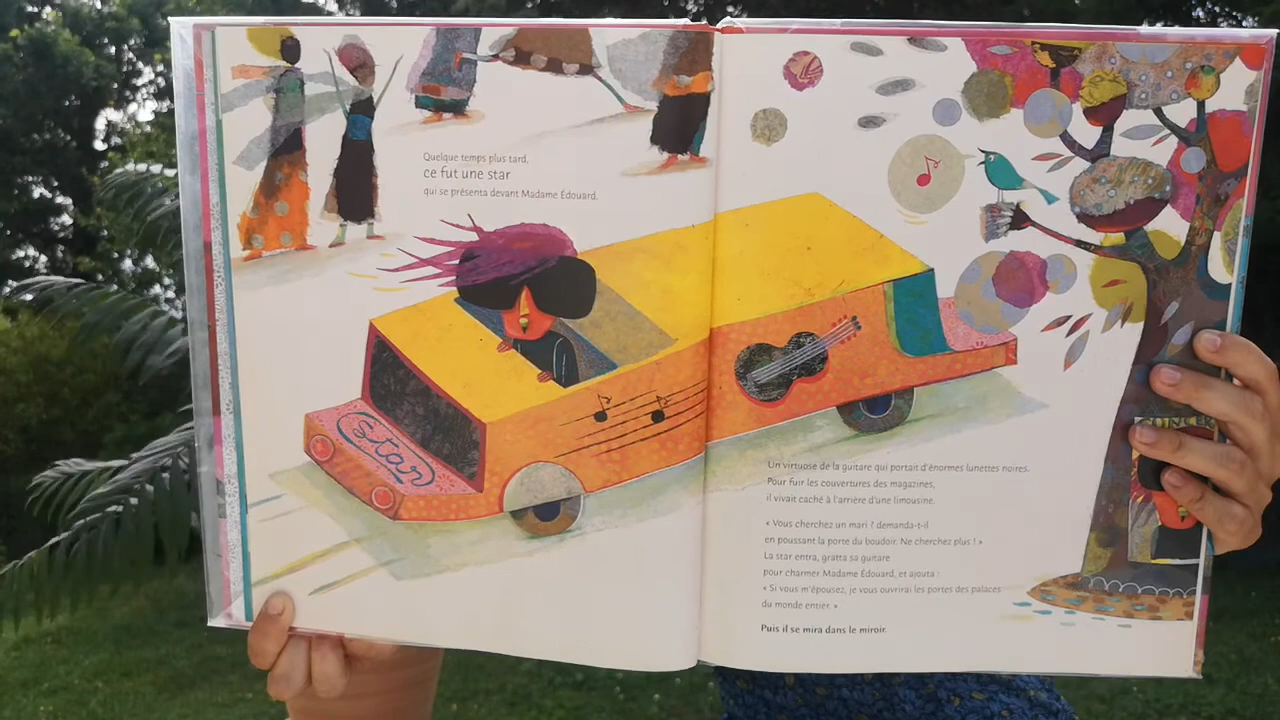 Quelque temps plus tard,
ce fut une star
qui se présenta devant Madame Édouard.
Star
Un virtuose de la guitare qui portait d'énormes lunettes noires.
Pour fuir les couvertures des magazines,
il vivait caché à l'arrière d'une limousine.
« Vous cherchez un mari ? demanda-t-il
en poussant la porte du boudoir. Ne cherchez plus ! »
La star entra, gratta sa guitare
pour charmer Madame Édouard, et ajouta :
« Si vous m'épousez, je vous ouvrirai les portes des palaces
du monde entier. »
Puis il se mira dans le miroir.